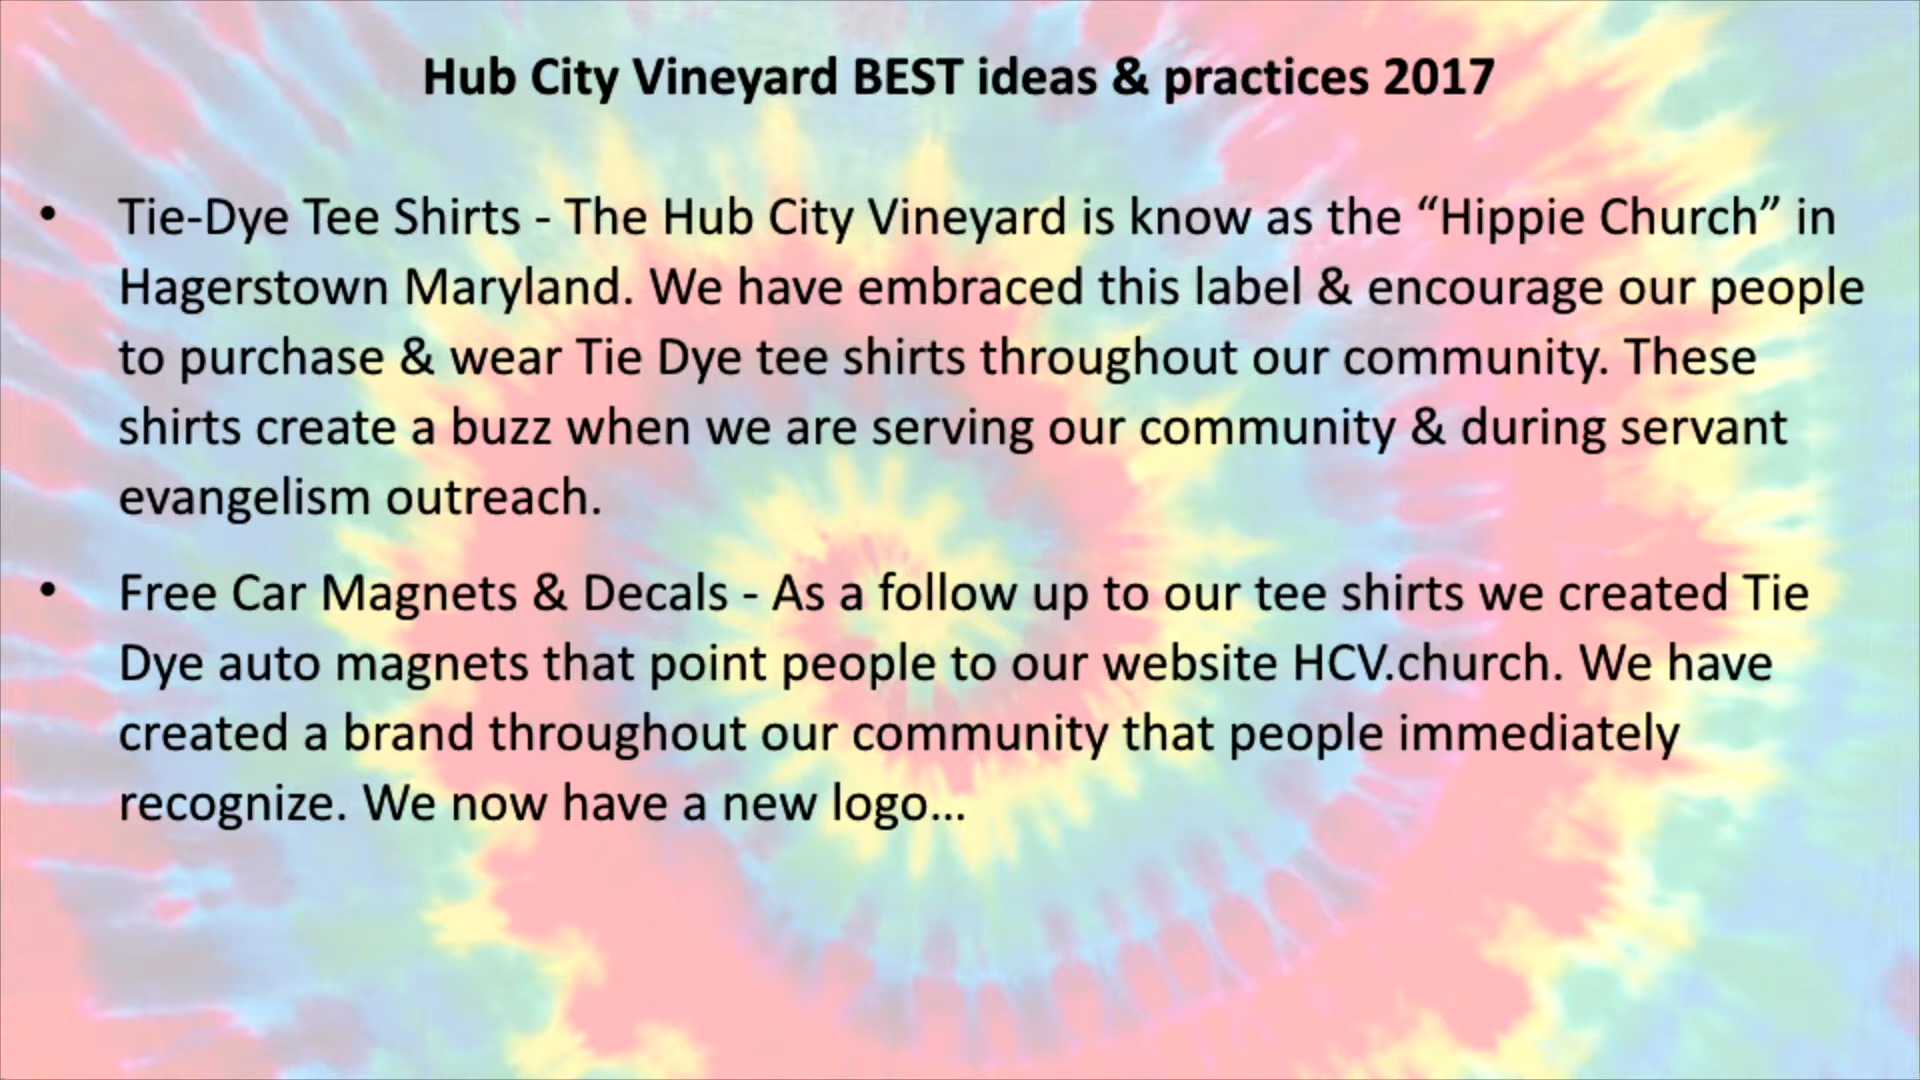 Hub City Vineyard BEST ideas & practices 2017
• Tie-Dye Tee Shirts - The Hub City Vineyard is know as the “Hippie Church” in
Hagerstown Maryland. We have embraced this label & encourage our people
to purchase & wear Tie Dye tee shirts throughout our community. These
shirts create a buzz when we are serving our community & during servant
evangelism outreach.
• Free Car Magnets & Decals - As a follow up to our tee shirts we created Tie
Dye auto magnets that point people to our website HCV.church. We have
created a brand throughout our community that people immediately
recognize. We now have a new logo…